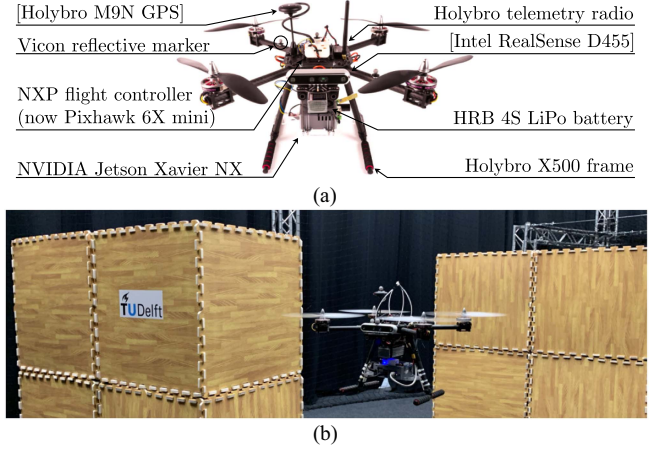 [Holybro M9N GPS]
Vicon reflective marker
NXP flight controller
(now Pixhawk 6X mini)
NVIDIA Jetson Xavier NX
Holybro telemetry radio
[Intel RealSense D455]
HRB 4S LiPo battery
Holybro X500 frame
(a)
TUDelft
(b)